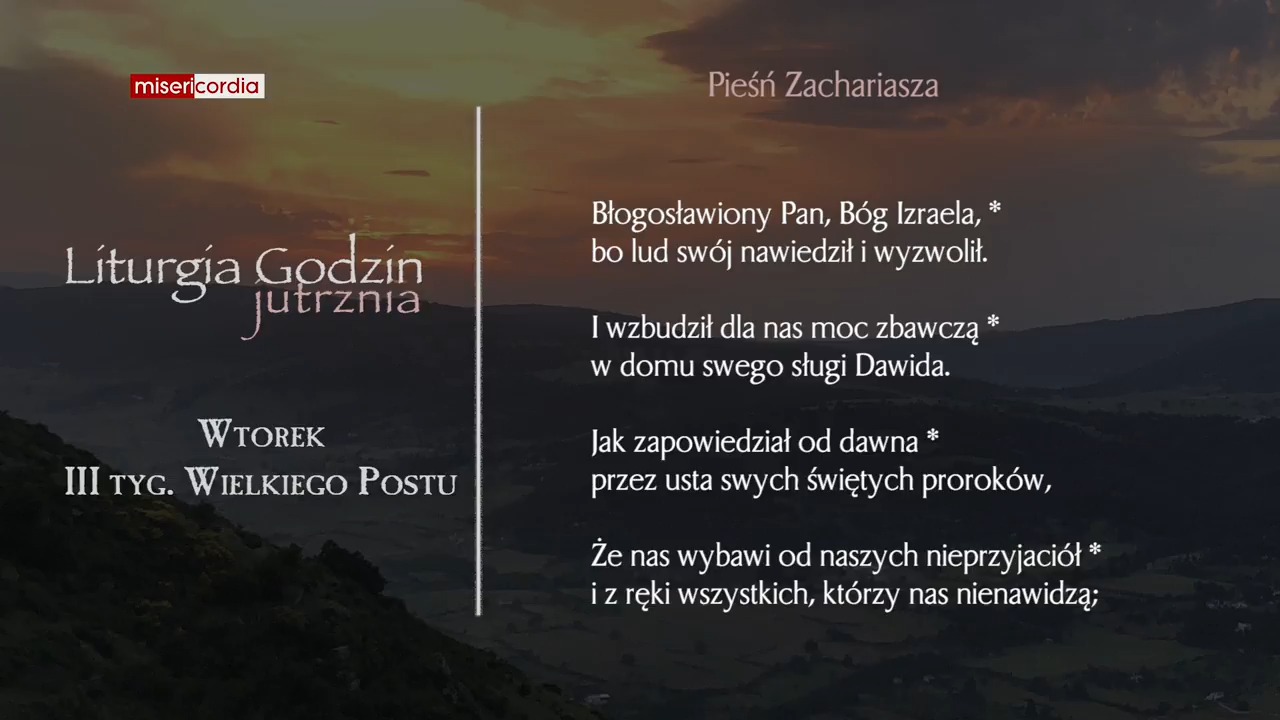 misericordia
Liturgia Godzin
jutrznia
Wtorek
III tyg. Wielkiego Postu
Pieśń Zachariasza
Błogosławiony Pan, Bóg Izraela, *
bo lud swój nawiedził i wyzwolił.
I wzbudził dla nas moc zbawczą *
w domu swego sługi Dawida.
Jak zapowiedział od dawna *
przez usta swych świętych proroków,
Że nas wybawi od naszych nieprzyjaciół *
i z ręki wszystkich, którzy nas nienawidzą;